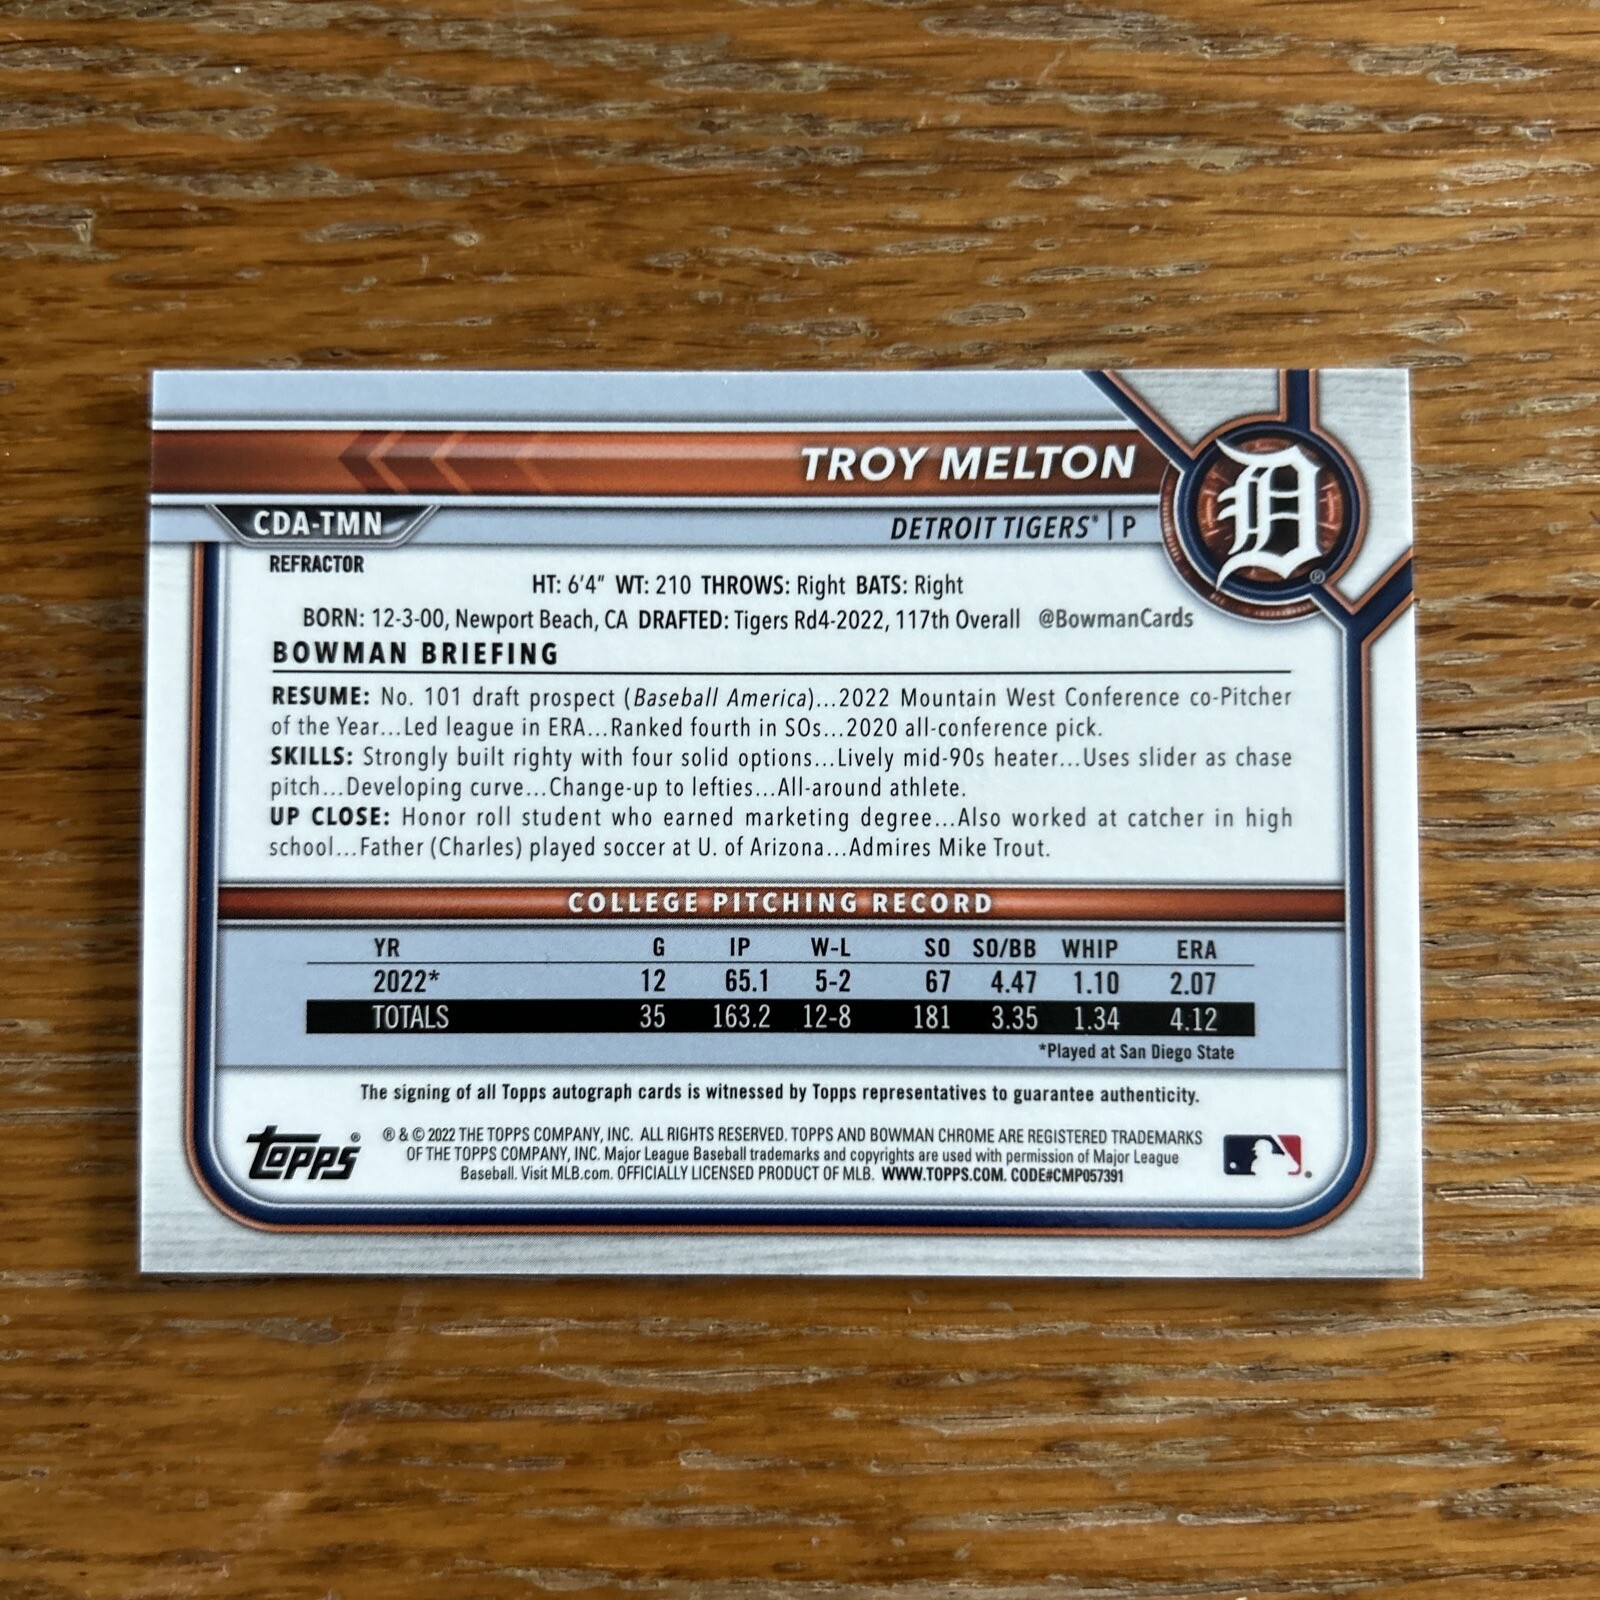 TROY MELTON
CDA-TMN
DETROIT TIGERS® | P
D®
REFRACTOR
HT: 6'4" WT: 210 THROWS: Right BATS: Right
BORN: 12-3-00, Newport Beach, CA DRAFTED: Tigers Rd4-2022, 117th Overall @BowmanCards
BOWMAN BRIEFING
RESUME: No. 101 draft prospect (Baseball America)...2022 Mountain West Conference co-Pitcher
of the Year...Led league in ERA...Ranked fourth in SOs...2020 all-conference pick.
SKILLS: Strongly built righty with four solid options...Lively mid-90s heater...Uses slider as chase
pitch...Developing curve...Change-up to lefties...All-around athlete.
UP CLOSE: Honor roll student who earned marketing degree...Also worked at catcher in high
school...Father (Charles) played soccer at U. of Arizona...Admires Mike Trout.
COLLEGE PITCHING RECORD
YR G IP W-L SO SO/BB WHIP ERA
2022* 12 65.1 5-2 67 4.47 1.10 2.07
TOTALS 35 163.2 12-8 181 3.35 1.34 4.12
*Played at San Diego State
The signing of all Topps autograph cards is witnessed by Topps representatives to guarantee authenticity.
topps®
® & © 2022 THE TOPPS COMPANY, INC. ALL RIGHTS RESERVED. TOPPS AND BOWMAN CHROME ARE REGISTERED TRADEMARKS
OF THE TOPPS COMPANY, INC. Major League Baseball trademarks and copyrights are used with permission of Major League
Baseball. Visit MLB.com. OFFICIALLY LICENSED PRODUCT OF MLB. WWW.TOPPS.COM. CODE#CMP057391